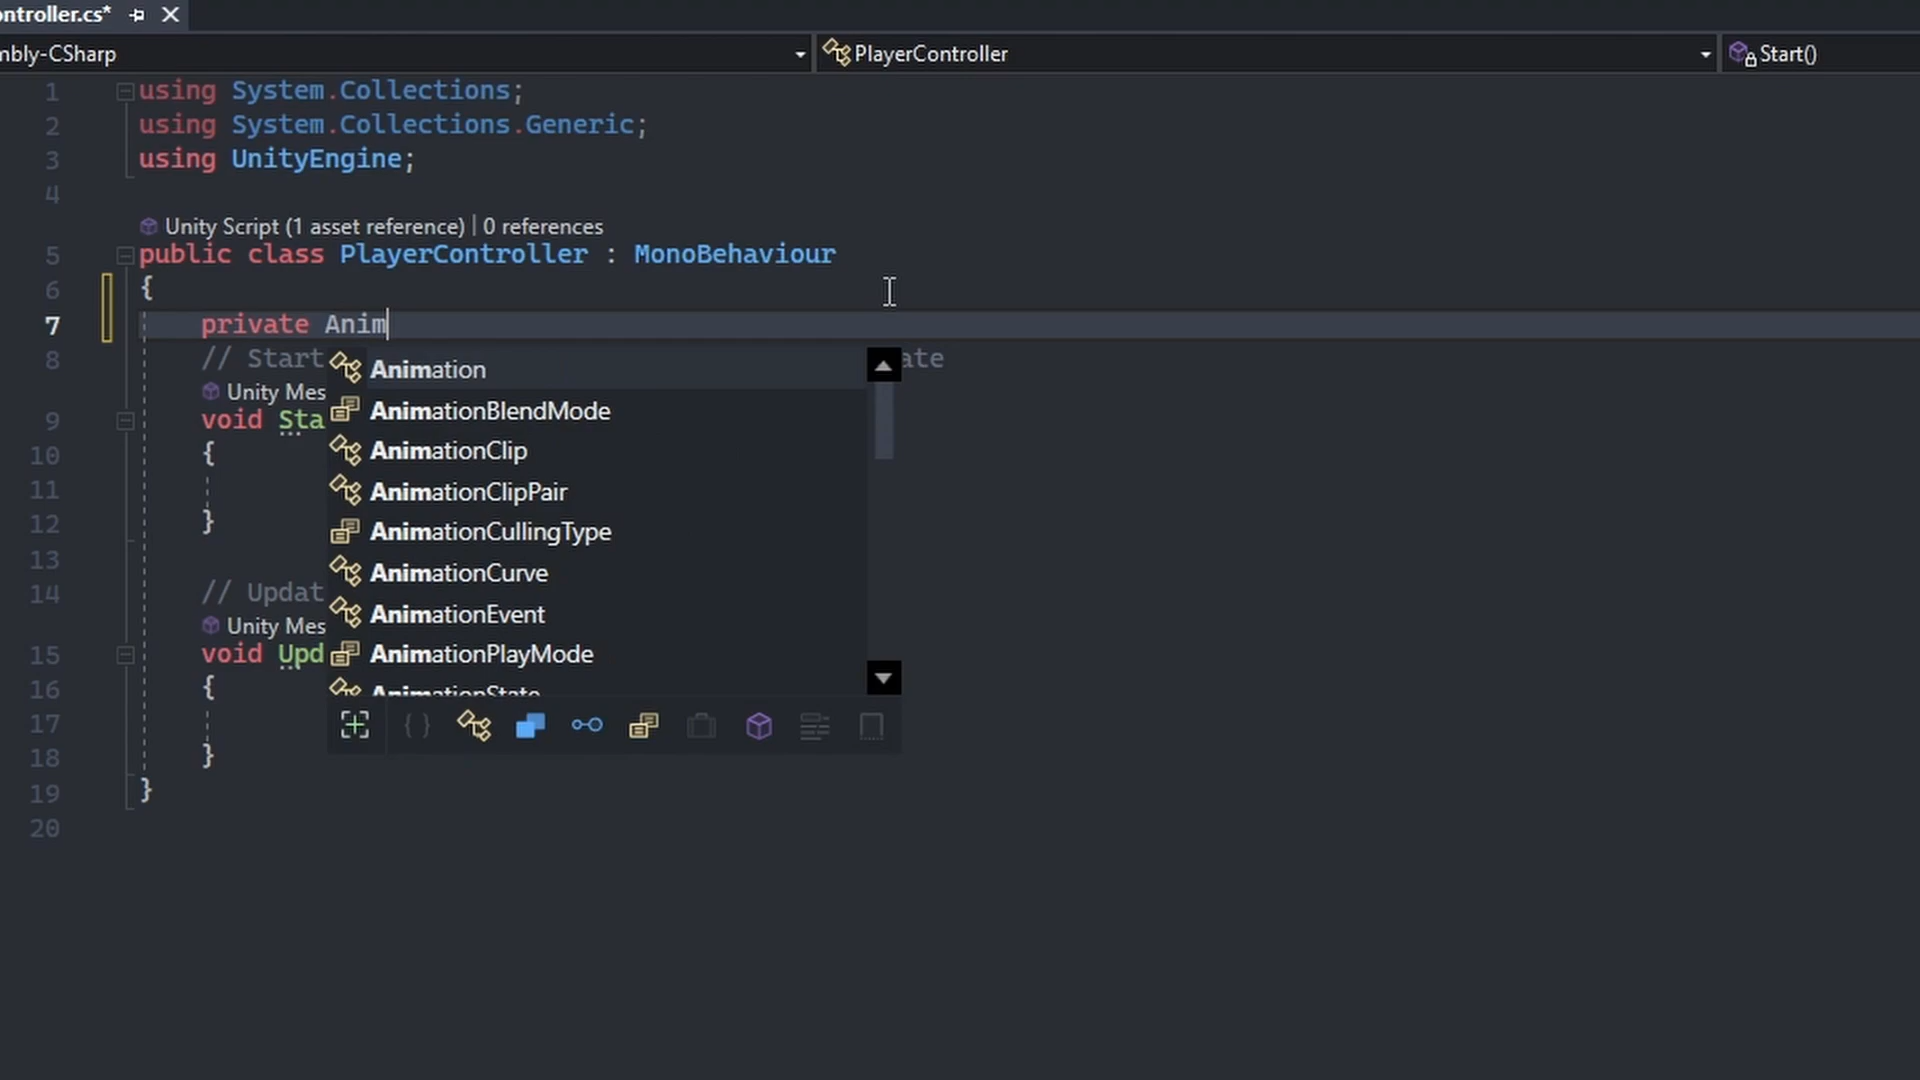 ontroller.cs*
mbly-CSharp
PlayerController
Start()
1 using System.Collections;
2 using System.Collections.Generic;
3 using UnityEngine;
4
Unity Script (1 asset reference) | 0 references
5 public class PlayerController : MonoBehaviour
6 {
7 private Anim
8 // Start ate
Unity Mes
9 void Sta
10 {
11
12 }
13
14 // Updat
Unity Mes
15 void Upd
16 {
17
18 }
19 }
20
Animation
AnimationBlendMode
AnimationClip
AnimationClipPair
AnimationCullingType
AnimationCurve
AnimationEvent
AnimationPlayMode
AnimationState